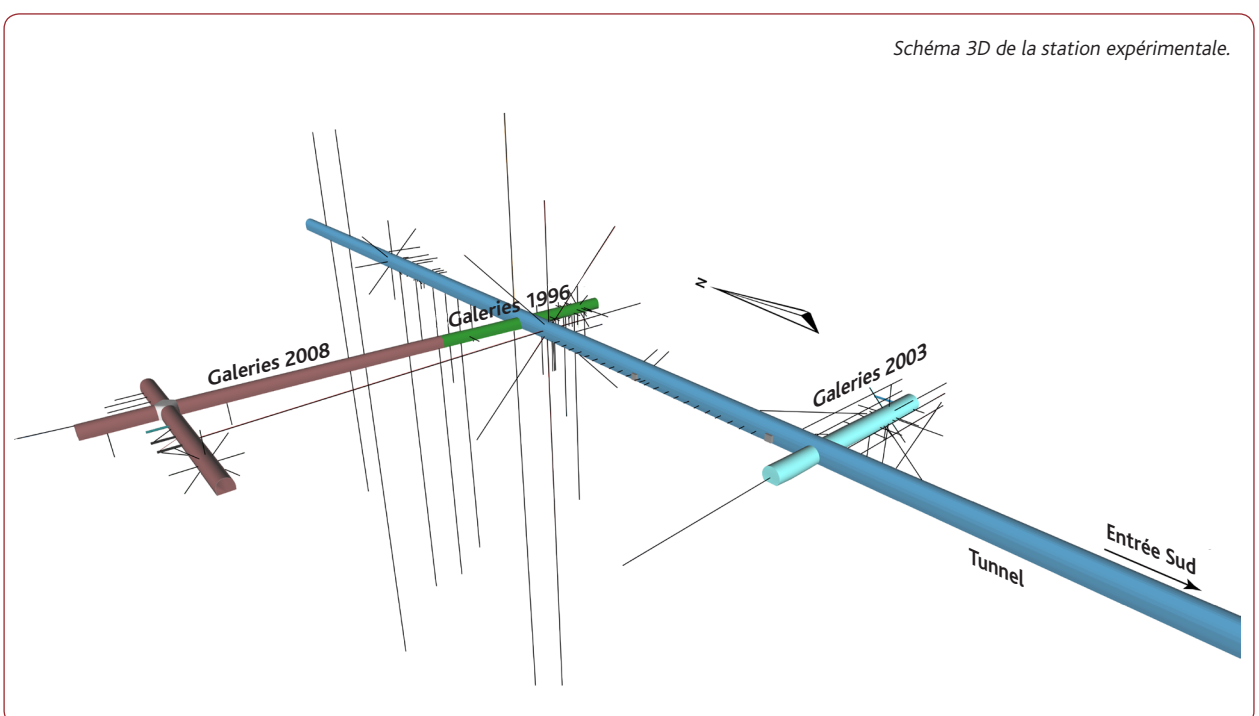 Schéma 3D de la station expérimentale.
N
Galeries 1996
Galeries 2008
Galeries 2003
Entrée Sud
Tunnel